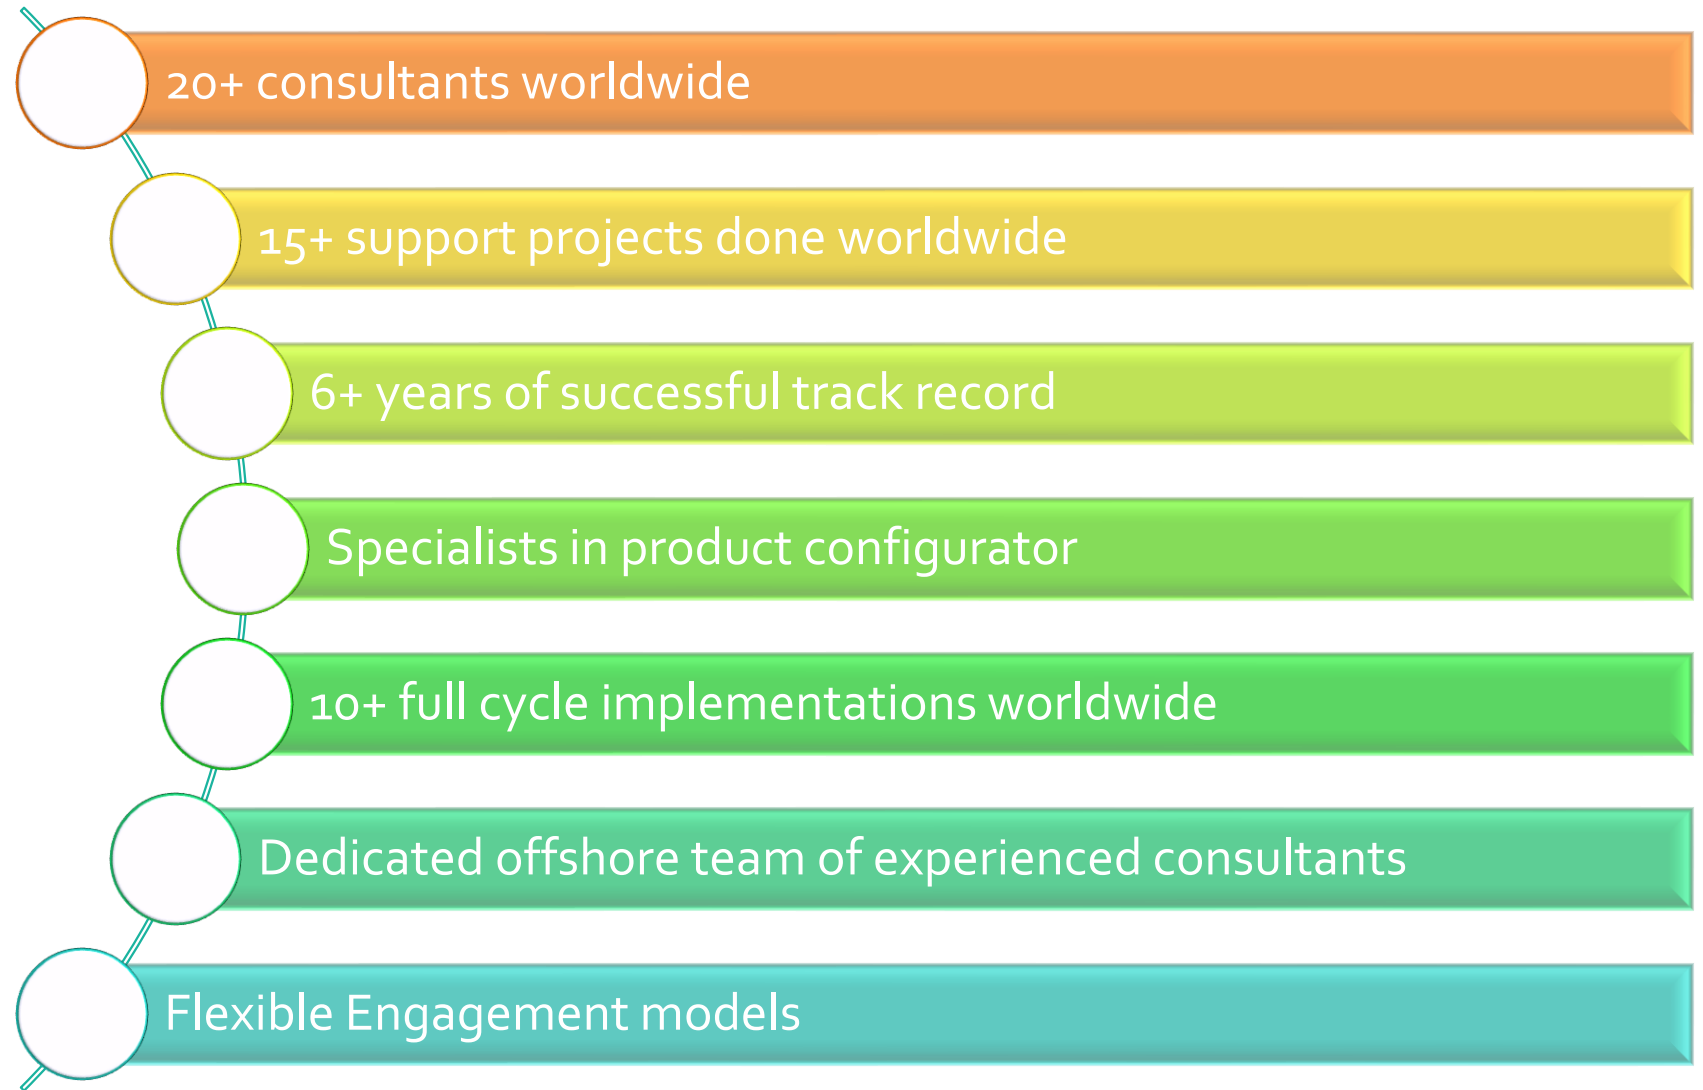 20+ consultants worldwide
15+ support projects done worldwide
6+ years of successful track record
Specialists in product configurator
10+ full cycle implementations worldwide
Dedicated offshore team of experienced consultants
Flexible Engagement models